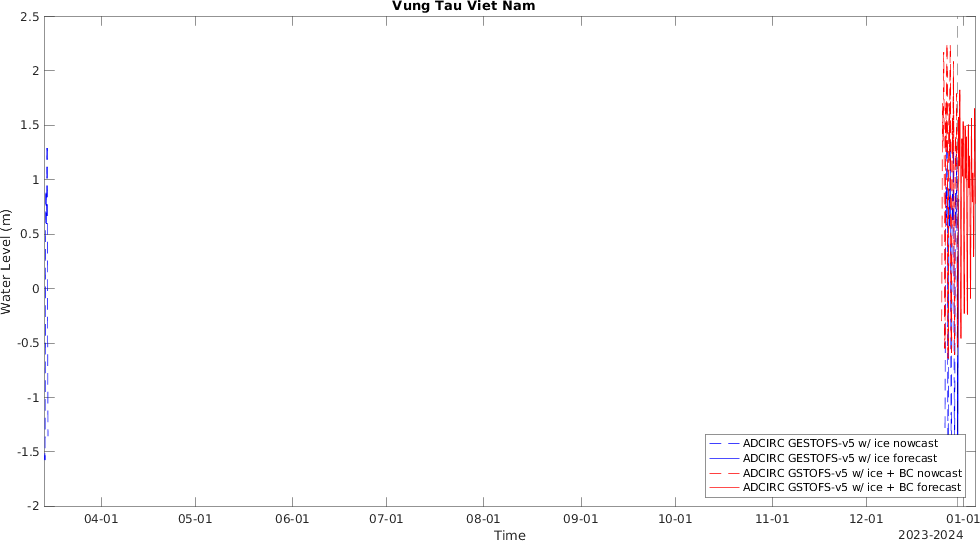 Vung Tau Viet Nam
2.5
2
1.5
1
0.5
0
-0.5
-1
-1.5
-2
Water Level (m)
04-01 05-01 06-01 07-01 08-01 09-01 10-01 11-01 12-01 01-01
Time
2023-2024
ADCIRC GESTOFS-v5 w/ ice nowcast
ADCIRC GESTOFS-v5 w/ ice forecast
ADCIRC GSTOFS-v5 w/ ice + BC nowcast
ADCIRC GSTOFS-v5 w/ ice + BC forecast